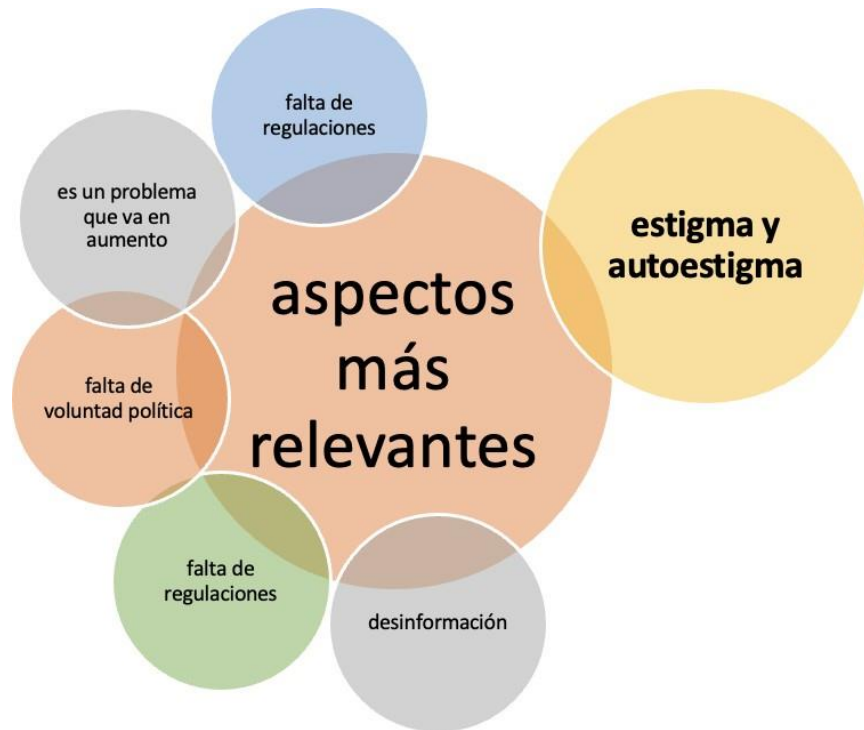 falta de
regulaciones
es un problema
que va en
aumento
estigma y
autoestigma
aspectos
más
relevantes
falta de
voluntad política
falta de
regulaciones
desinformación